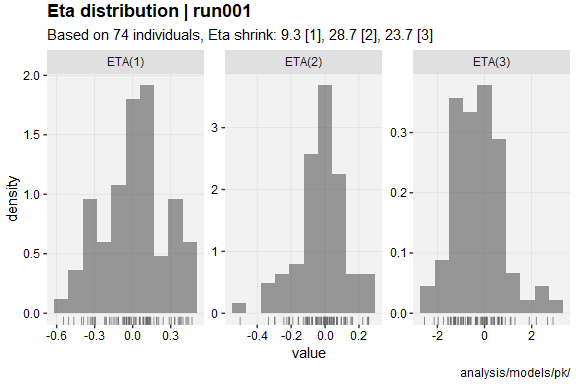 Eta distribution | run001
Based on 74 individuals, Eta shrink: 9.3 [1], 28.7 [2], 23.7 [3]
ETA(1) ETA(2) ETA(3)
density
2.0
1.5
1.0
0.5
0.0
3
2
1
0
0.3
0.2
0.1
0.0
-0.6 -0.3 0.0 0.3
-0.4 -0.2 0.0 0.2
-2 0 2
value
analysis/models/pk/